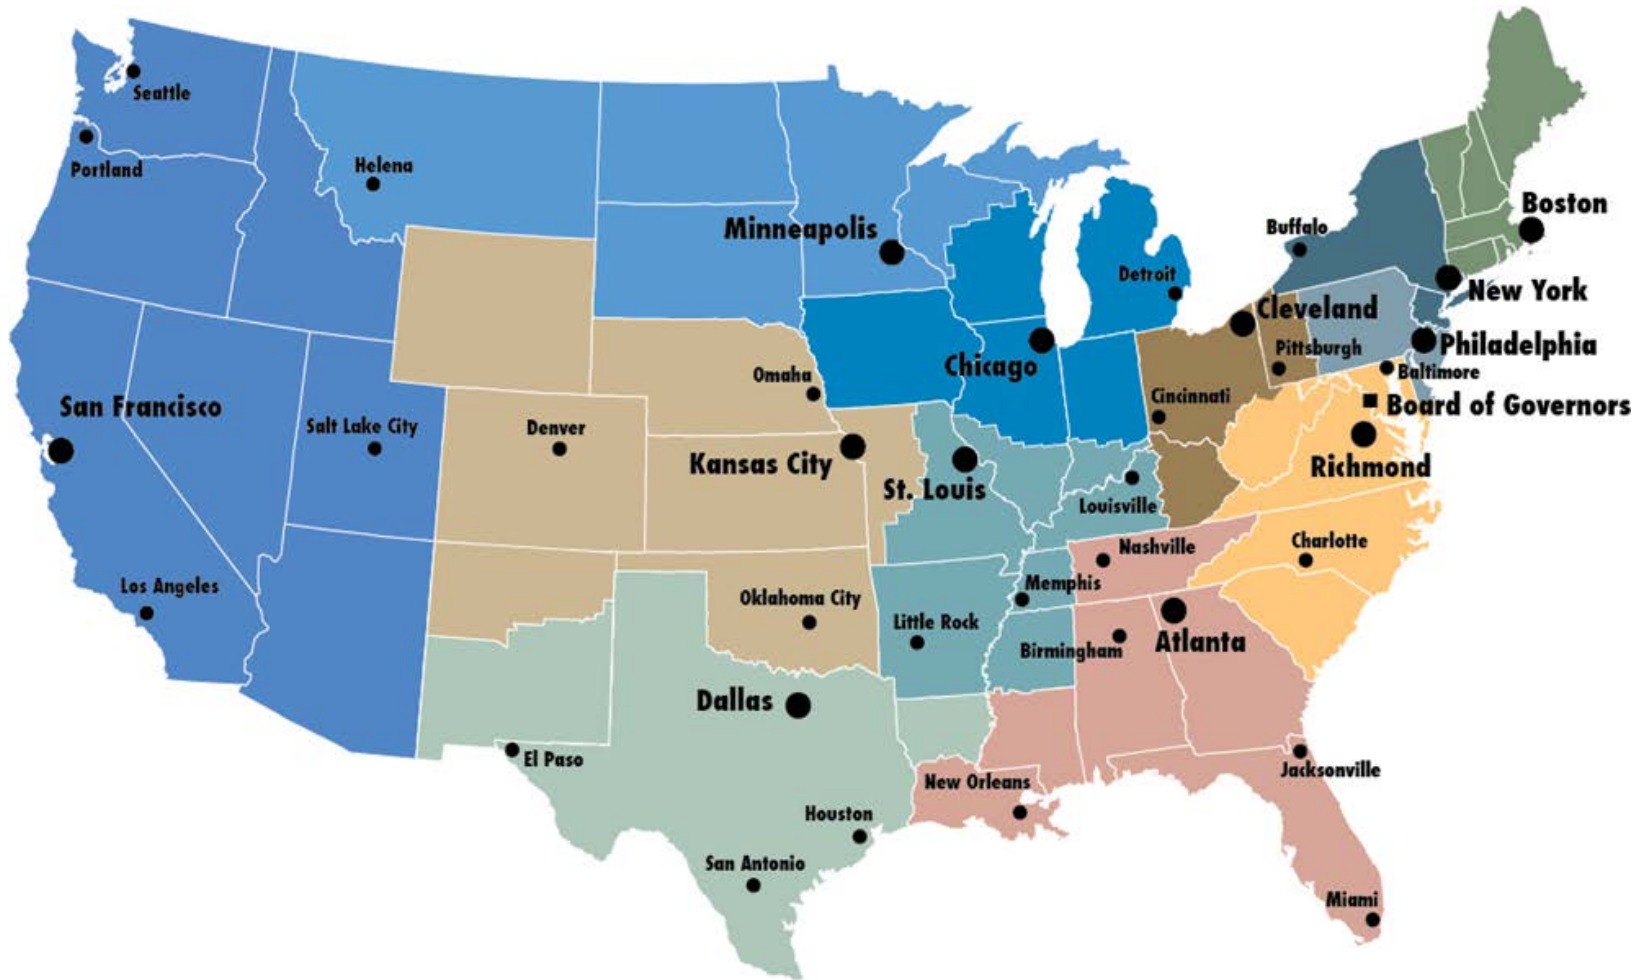 Seattle
Portland
Helena
Minneapolis
Buffalo
Boston
New York
Detroit
Cleveland
Philadelphia
Pittsburgh
Baltimore
Chicago
Omaha
Cincinnati
Board of Governors
San Francisco
Salt Lake City
Denver
Kansas City
St. Louis
Louisville
Richmond
Nashville
Charlotte
Los Angeles
Oklahoma City
Memphis
Little Rock
Birmingham
Atlanta
Dallas
El Paso
New Orleans
Jacksonville
Houston
San Antonio
Miami